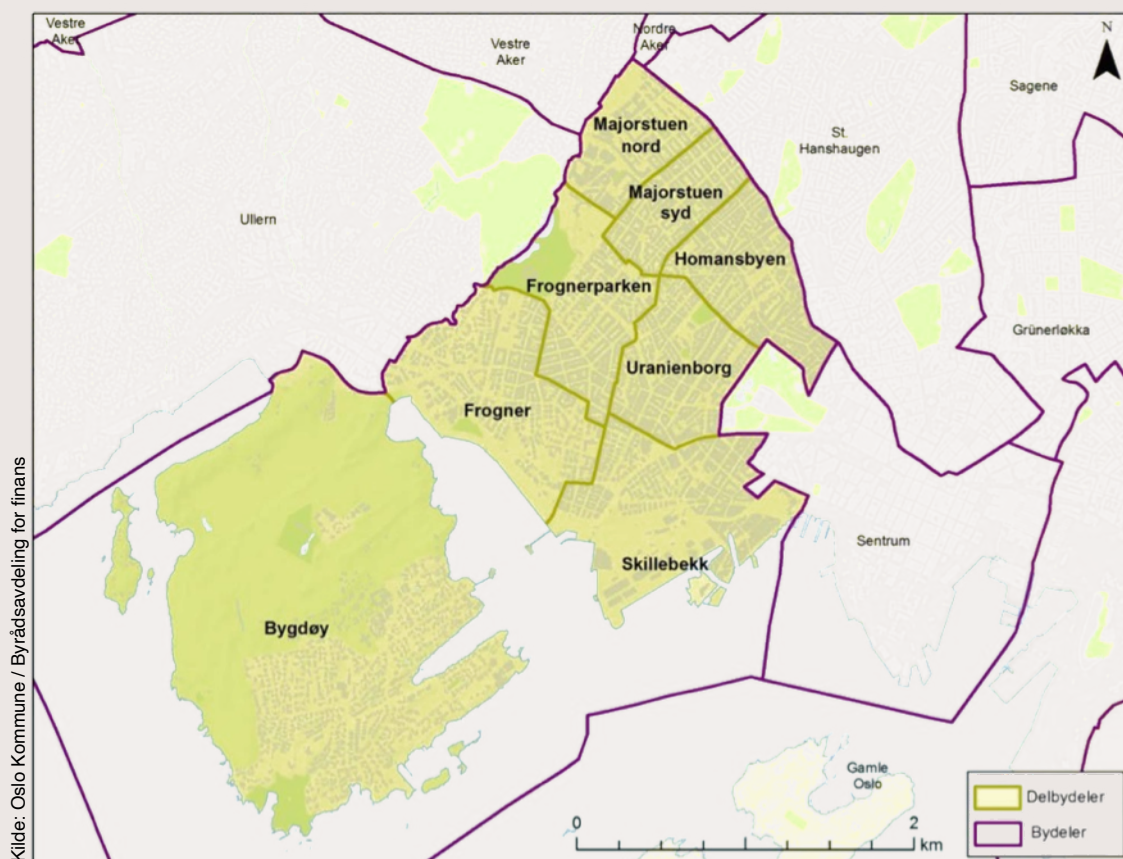 Vestre
Aker
Vestre
Aker
Nordre
Aker
N
Sagene
Majorstuen
nord
St.
Hanshaugen
Majorstuen
syd
Ullern
Homansbyen
Frognerparken
Grünerløkka
Uranienborg
Frogner
Sentrum
Skillebekk
Bygdøy
Gamle
Oslo
Delbydeler
Bydeler
0
2
km
Kilde: Oslo Kommune / Byrådsavdeling for finans